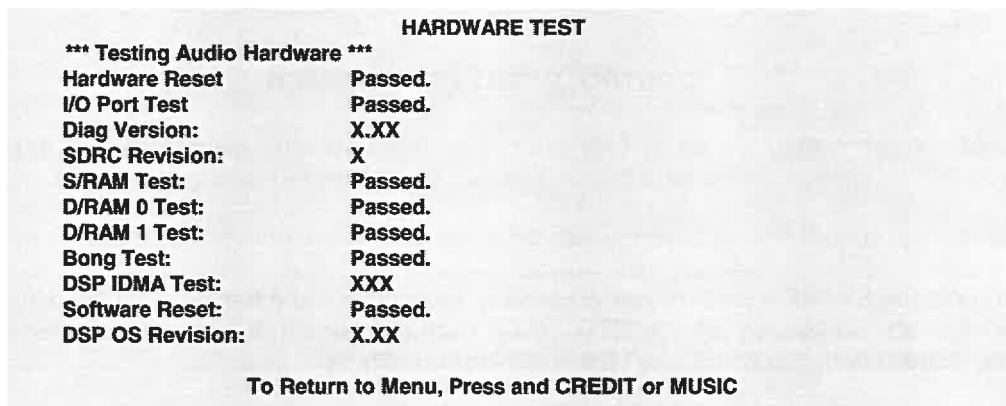 HARDWARE TEST
*** Testing Audio Hardware ***
Hardware Reset Passed.
I/O Port Test Passed.
Diag Version: X.XX
SDRC Revision: X
S/RAM Test: Passed.
D/RAM 0 Test: Passed.
D/RAM 1 Test: Passed.
Bong Test: Passed.
DSP IDMA Test: XXX
Software Reset: Passed.
DSP OS Revision: X.XX
To Return to Menu, Press and CREDIT or MUSIC